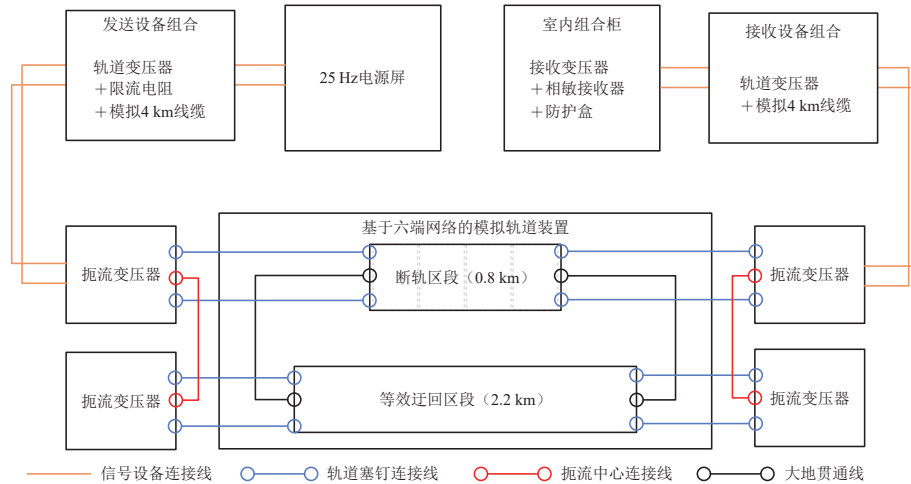 发送设备组合
轨道变压器
＋限流电阻
＋模拟4 km线缆
25 Hz电源屏
室内组合柜
接收变压器
＋相敏接收器
＋防护盒
接收设备组合
轨道变压器
＋模拟4 km线缆
基于六端网络的模拟轨道装置
扼流变压器
断轨区段（0.8 km）
扼流变压器
扼流变压器
等效迂回区段（2.2 km）
扼流变压器
信号设备连接线
轨道塞钉连接线
扼流中心连接线
大地贯通线